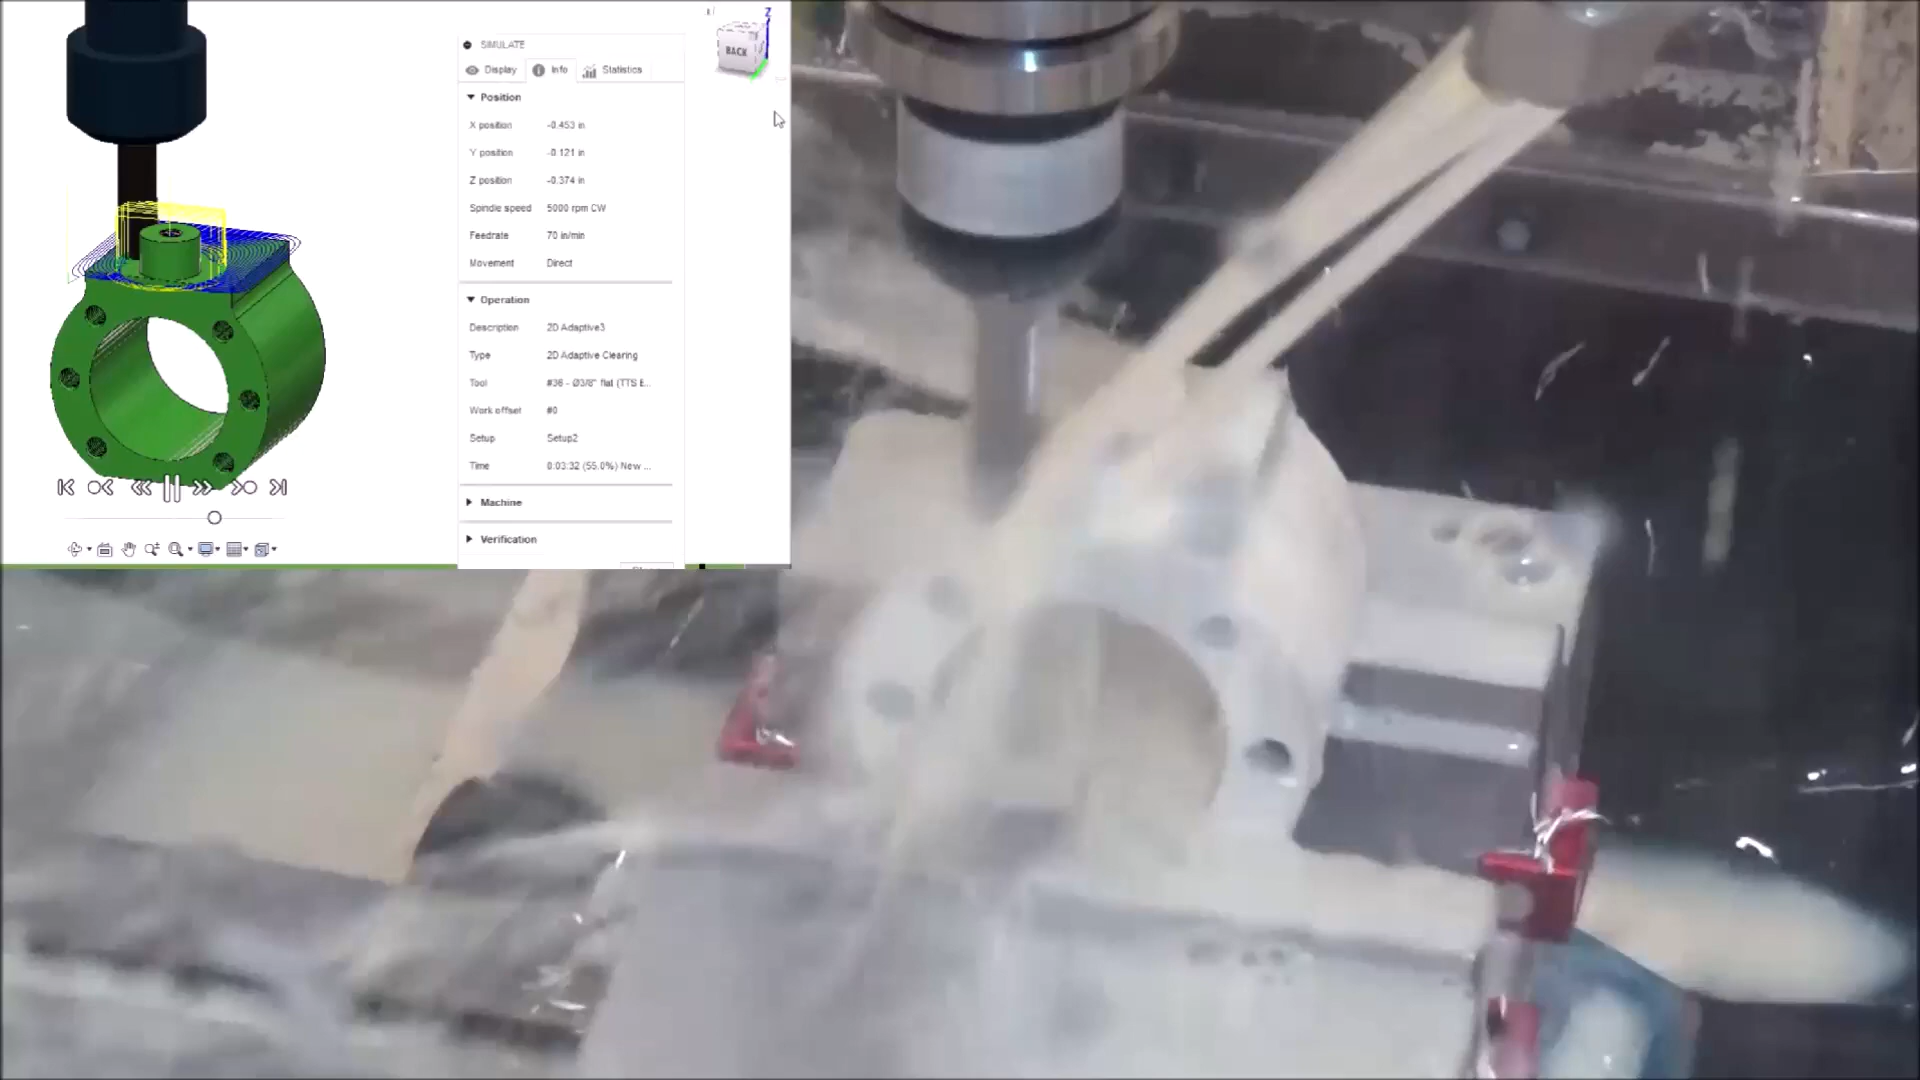 Z
BACK
SIMULATE
Display Info Statistics
Position
X position -0.453 in
Y position -0.121 in
Z position -0.374 in
Spindle speed 5000 rpm CW
Feedrate 70 in/min
Movement Direct
Operation
Description 2D Adaptive3
Type 2D Adaptive Clearing
Tool #36 - Ø3/8" flat (TTS E...
Work offset #0
Setup Setup2
Time 0:03:32 (55.0%) New ...
Machine
Verification